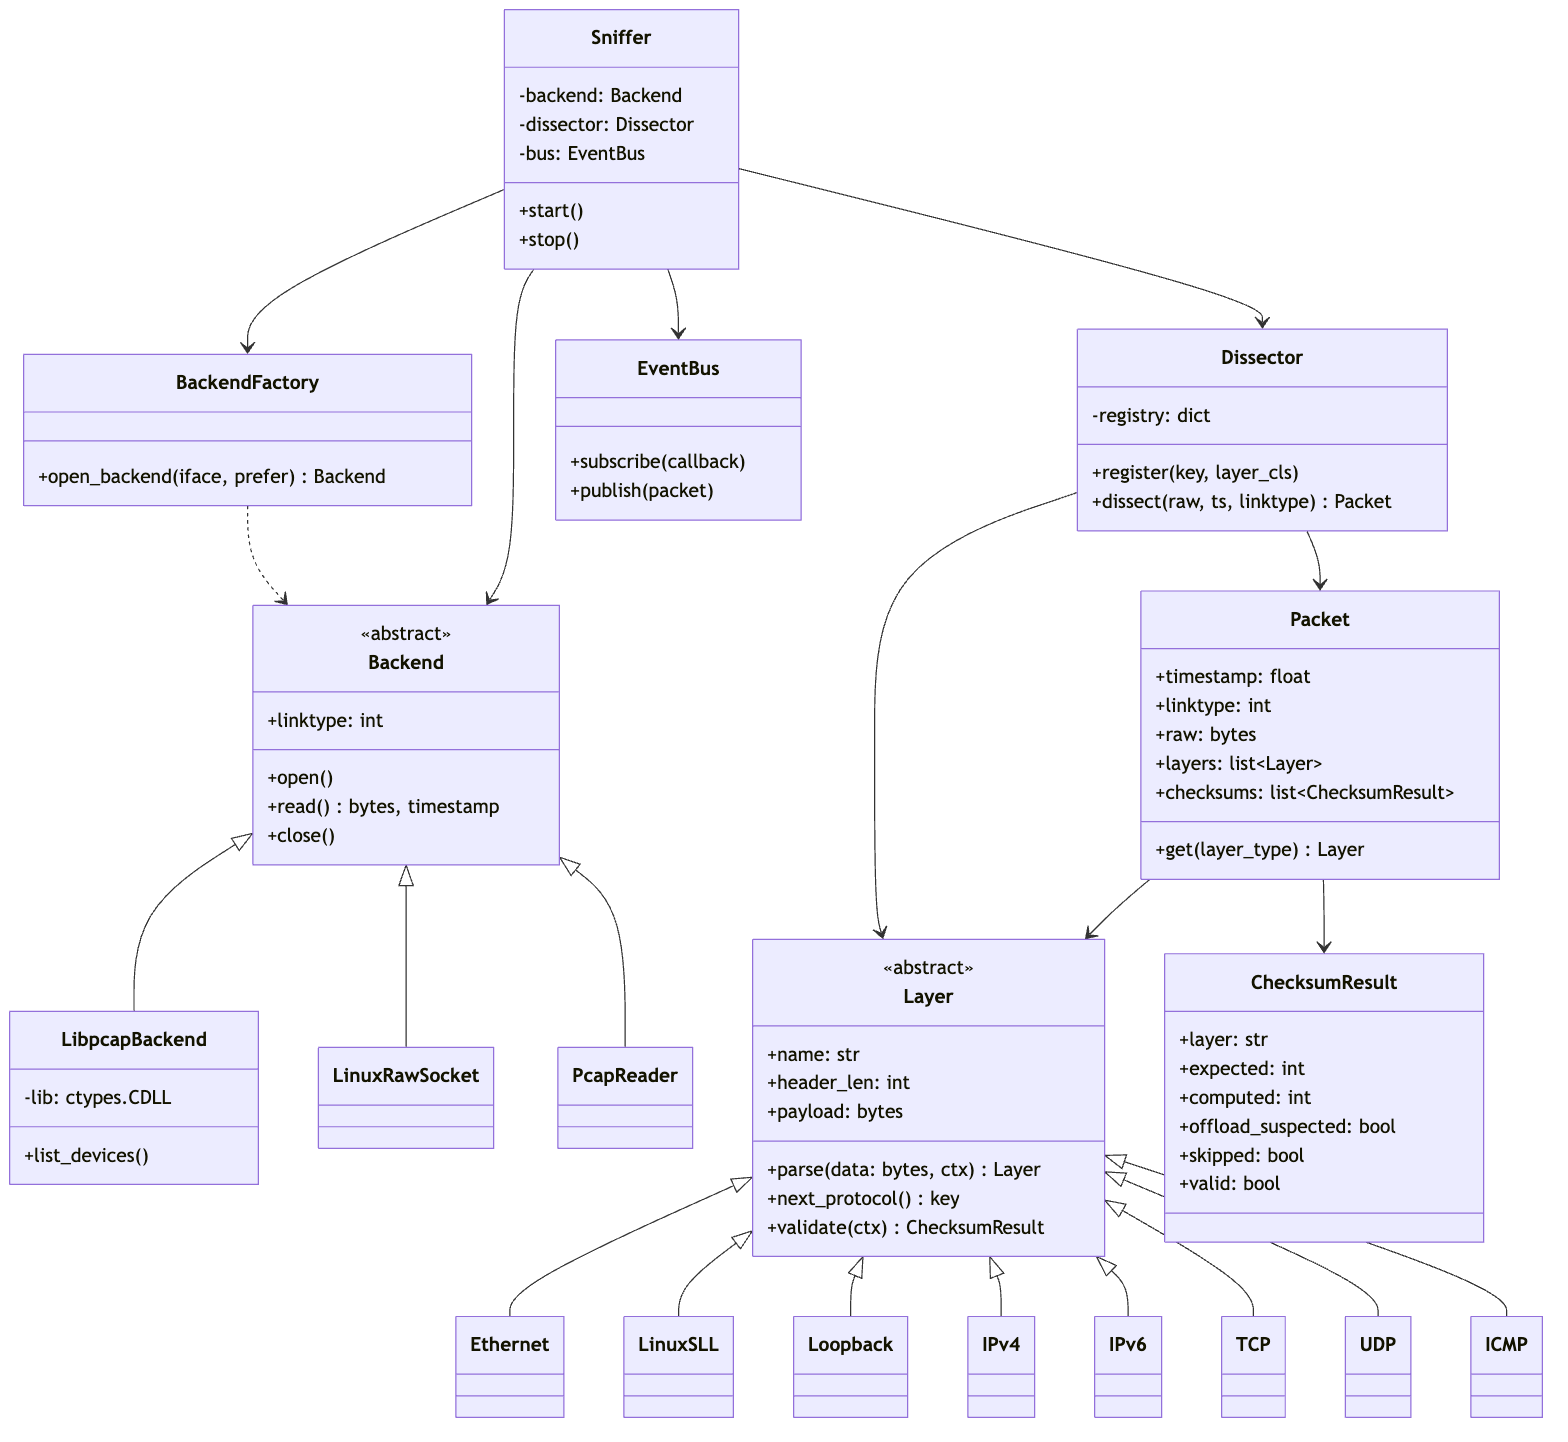 Sniffer
-backend: Backend
-dissector: Dissector
-bus: EventBus
+start()
+stop()
BackendFactory
+open_backend(iface, prefer) : Backend
EventBus
+subscribe(callback)
+publish(packet)
Dissector
-registry: dict
+register(key, layer_cls)
+dissect(raw, ts, linktype) : Packet
«abstract»
Backend
+linktype: int
+open()
+read() : bytes, timestamp
+close()
Packet
+timestamp: float
+linktype: int
+raw: bytes
+layers: list<Layer>
+checksums: list<ChecksumResult>
+get(layer_type) : Layer
LibpcapBackend
-lib: ctypes.CDLL
+list_devices()
LinuxRawSocket
PcapReader
«abstract»
Layer
+name: str
+header_len: int
+payload: bytes
+parse(data: bytes, ctx) : Layer
+next_protocol() : key
+validate(ctx) : ChecksumResult
ChecksumResult
+layer: str
+expected: int
+computed: int
+offload_suspected: bool
+skipped: bool
+valid: bool
Ethernet
LinuxSLL
Loopback
IPv4
IPv6
TCP
UDP
ICMP